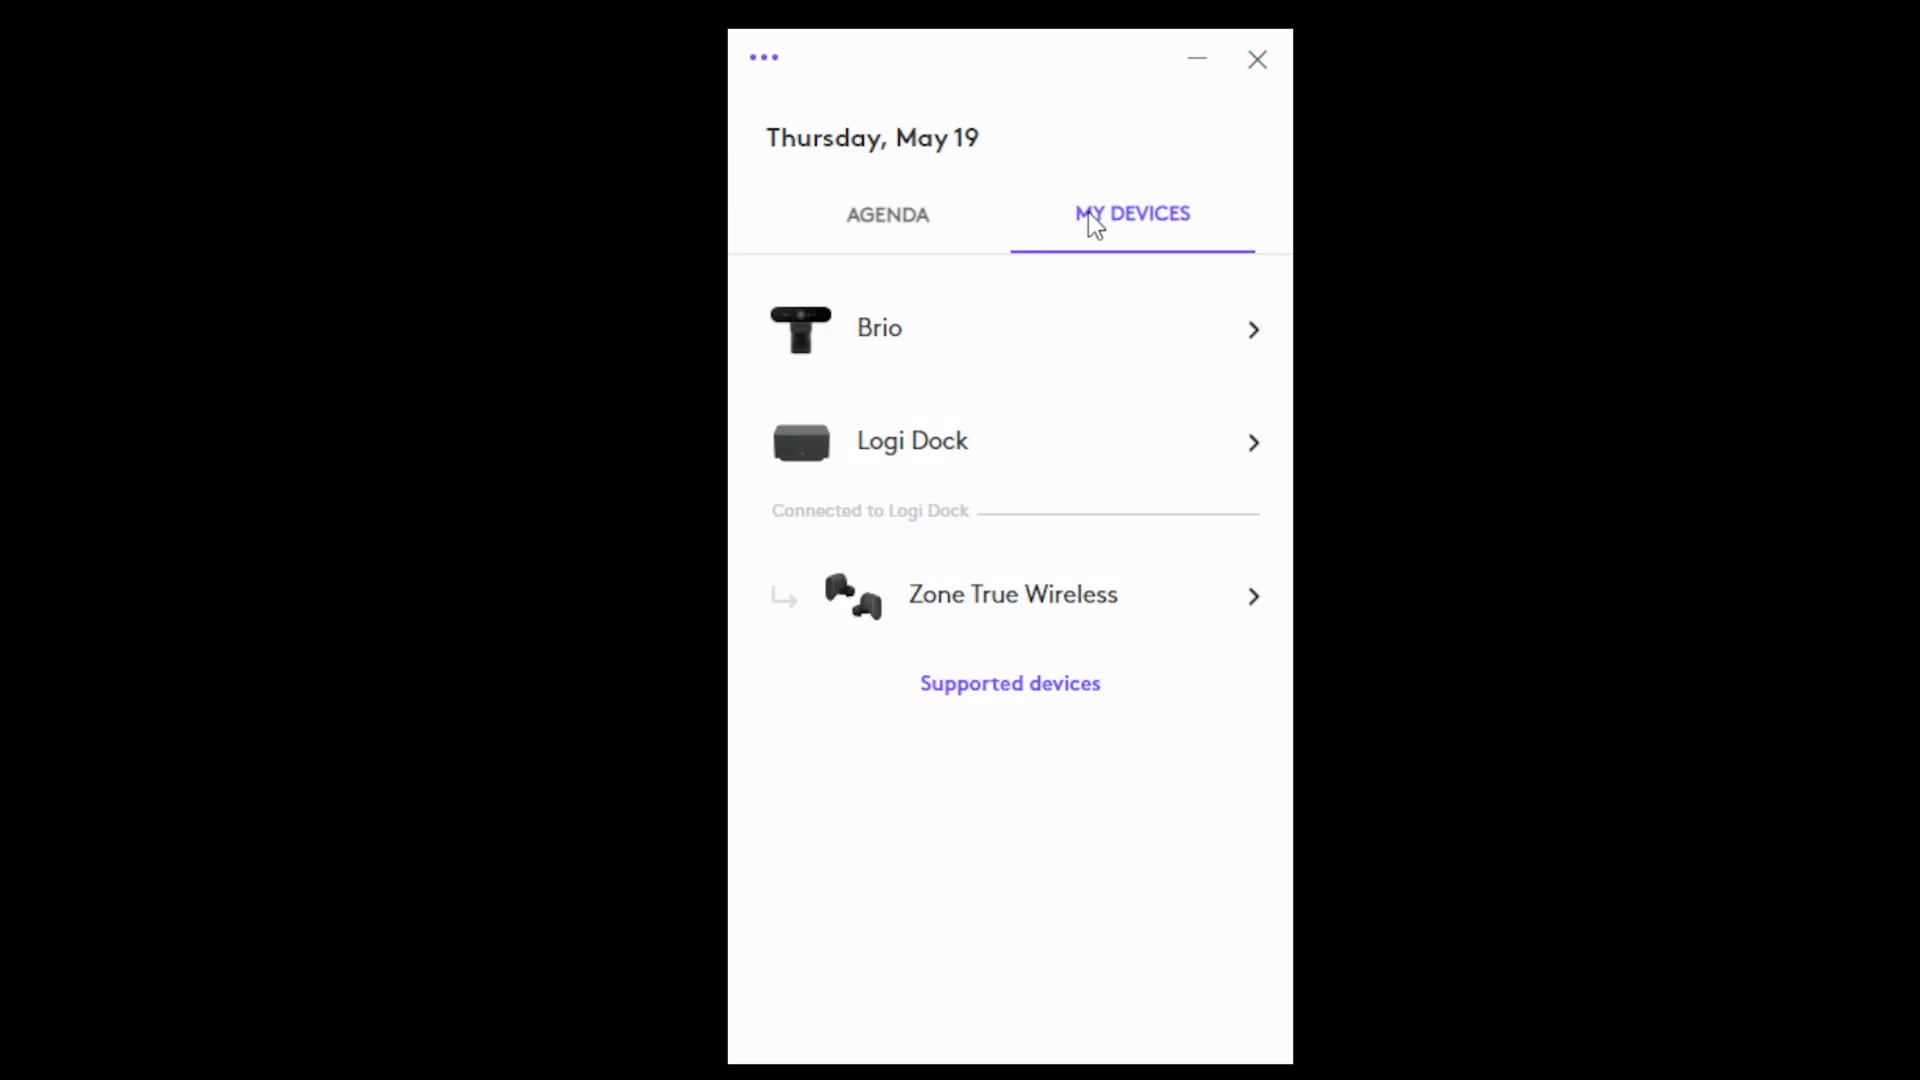 Thursday, May 19
AGENDA
MY DEVICES
Brio
Logi Dock
Connected to Logi Dock
Zone True Wireless
Supported devices